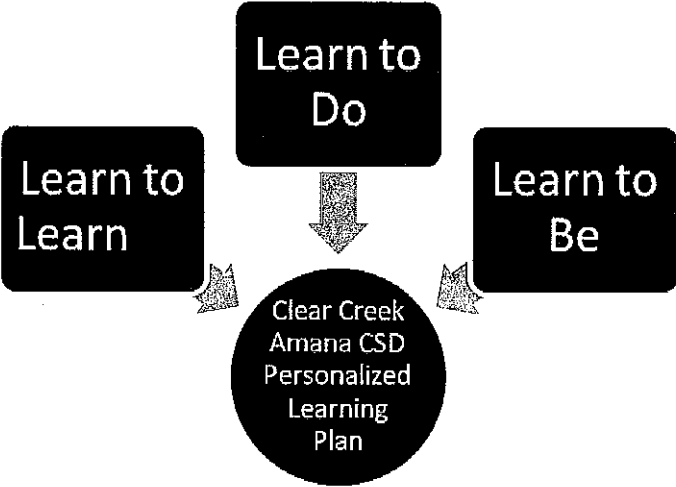 Learn to
Do
Learn to
Learn
Learn to
Be
Clear Creek
Amana CSD
Personalized
Learning
Plan